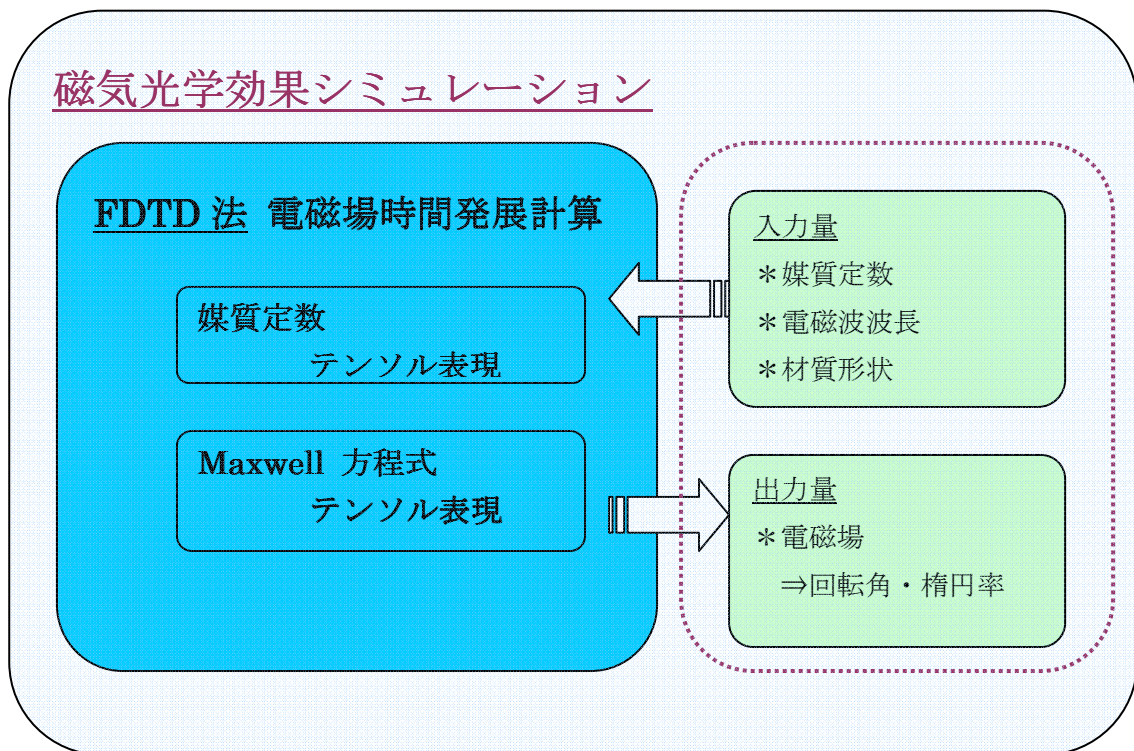 磁気光学効果シミュレーション
FDTD 法 電磁場時間発展計算
媒質定数
テンソル表現
Maxwell 方程式
テンソル表現
入力量
＊媒質定数
＊電磁波波長
＊材質形状
出力量
＊電磁場
⇒回転角・楕円率